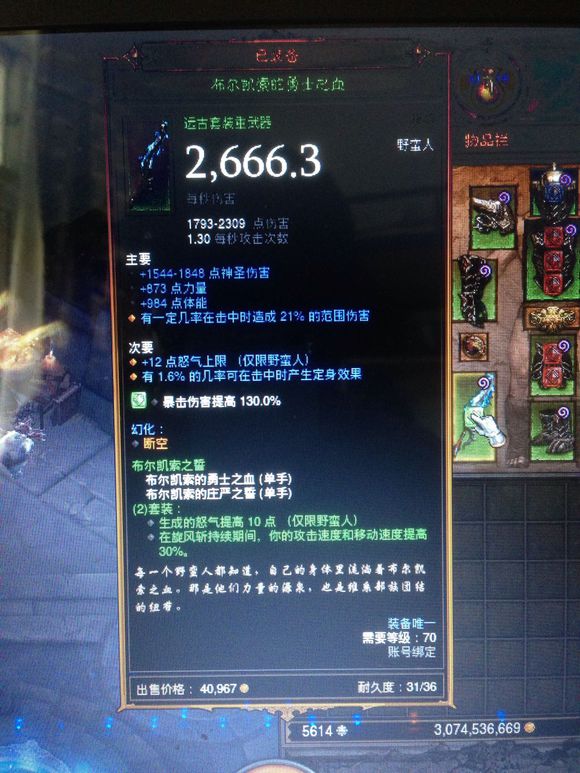 已装备
布尔凯索的勇士之血
远古套装重武器
野蛮人
物品栏
2,666.3
每秒伤害
1793-2309 点伤害
1.30 每秒攻击次数
主要
+1544-1848 点神圣伤害
+873 点力量
+984 点体能
有一定几率在击中时造成 21% 的范围伤害
次要
+12 点怒气上限 （仅限野蛮人）
有 1.6% 的几率可在击中时产生定身效果
暴击伤害提高 130.0%
幻化：
断空
布尔凯索之誓
布尔凯索的勇士之血 (单手)
布尔凯索的庄严之誓 (单手)
(2)套装：
生成的怒气提高 10 点 （仅限野蛮人）
在旋风斩持续期间，你的攻击速度和移动速度提高
30%。
每一个野蛮人都知道，自己的身体里流淌着布尔凯
索之血。那是他们力量的源泉，也是维系部族团结
的纽带。
装备唯一
需要等级：70
账号绑定
出售价格： 40,967
耐久度：31/36
5614
3,074,536,669